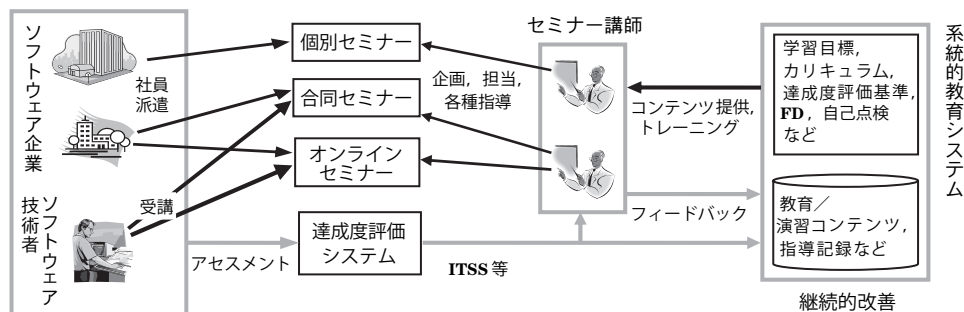 ソフトウェア企業
社員
派遣
ソフトウェア
技術者
受講
個別セミナー
合同セミナー
オンライン
セミナー
達成度評価
システム
アセスメント
ITSS 等
企画，担当，
各種指導
セミナー講師
コンテンツ提供，
トレーニング
フィードバック
学習目標，
カリキュラム，
達成度評価基準，
FD，自己点検
など
教育／
演習コンテンツ，
指導記録など
継続的改善
系統的教育システム